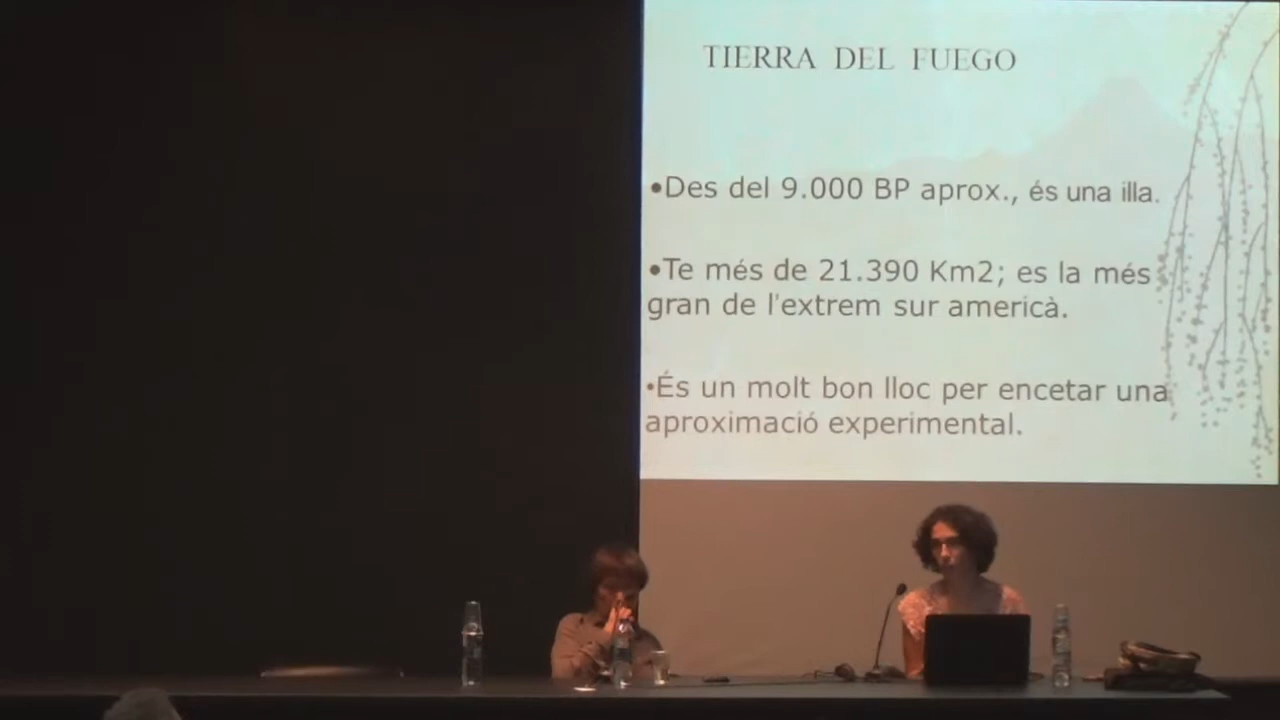 TIERRA DEL FUEGO
•Des del 9.000 BP aprox., és una illa.
•Te més de 21.390 Km2; es la més
gran de l'extrem sur americà.
•És un molt bon lloc per encetar una
aproximació experimental.